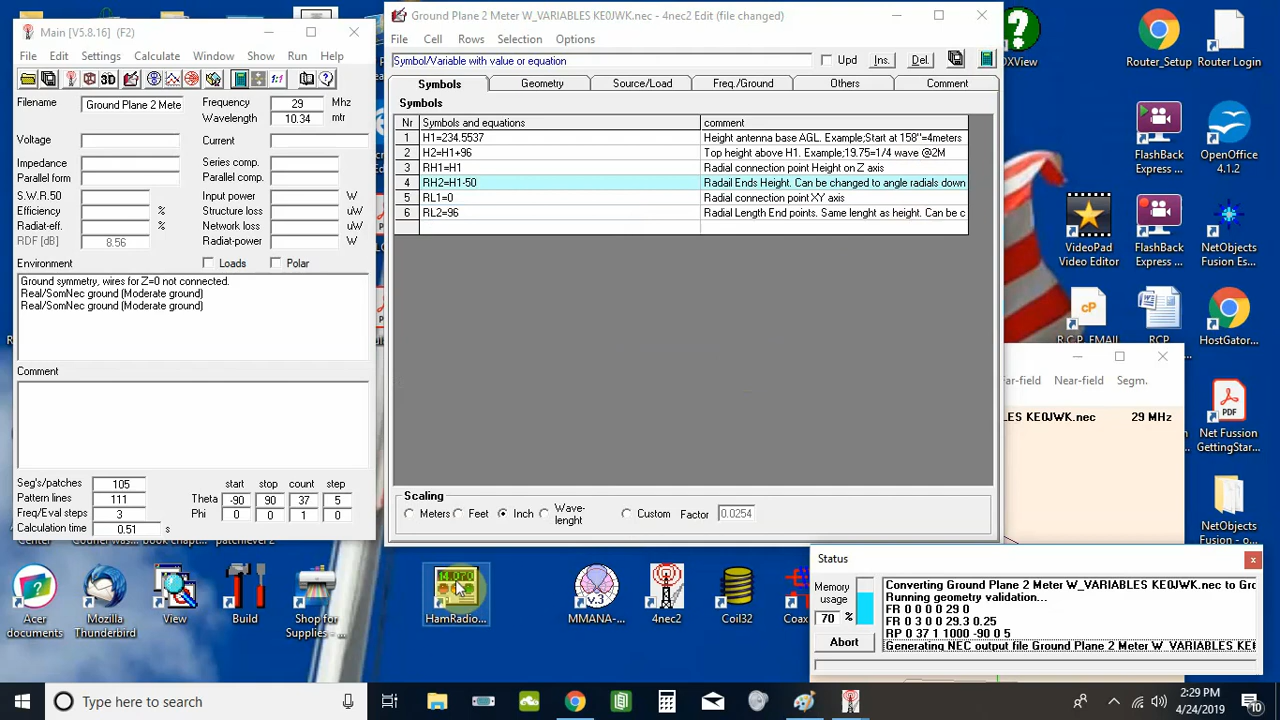 Main [V5.8.16] (F2)
File Edit Settings Calculate Window Show Run Help
Filename Ground Plane 2 Mete Frequency 29 Mhz
Wavelength 10.34 mtr
Voltage Current
Impedance Series comp.
Parallel form Parallel comp.
S.W.R.50 Input power W
Efficiency % Structure loss uW
Radiat-eff. % Network loss uW
RDF [dB] 8.56 Radiat-power W
Environment Loads Polar
Ground symmetry, wires for Z=0 not connected.
Real/SomNec ground (Moderate ground)
Real/SomNec ground (Moderate ground)
Comment
start stop count step
Seg's/patches 105
Pattern lines 111 Theta -90 90 37 5
Freq/Eval steps 3 Phi 0 0 1 0
Calculation time 0.51 s
Ground Plane 2 Meter W_VARIABLES KE0JWK.nec - 4nec2 Edit (file changed)
File Cell Rows Selection Options
Symbol/Variable with value or equation Upd Ins. Del.
Symbols Geometry Source/Load Freq./Ground Others Comment
Symbols
Nr Symbols and equations comment
1 H1=234.5537 Height antenna base AGL. Example;Start at 158"=4meters
2 H2=H1+96 Top height above H1. Example;19.75=1/4 wave @2M
3 RH1=H1 Radial connection point Height on Z axis
4 RH2=H1-50 Radail Ends Height. Can be changed to angle radials down
5 RL1=0 Radial connection point XY axis
6 RL2=96 Radial Length End points. Same lenght as height. Can be c
Scaling
Meters Feet Inch Wave-lenght Custom Factor 0.0254
DXView
Router_Setup
Router Login
FlashBack Express ...
OpenOffice 4.1.2
VideoPad Video Editor
FlashBack Express ...
NetObjects Fusion Es...
R.C.P. EMAIL
RCP
HostGator...
ar-field Near-field Segm.
ES KE0JWK.nec 29 MHz
PDF
Net Fussion GettingStar...
NetObjects Fusion - o...
Status
Memory usage
70 %
Abort
Converting Ground Plane 2 Meter W_VARIABLES KE0JWK.nec to Gro
Running geometry validation...
FR 0 0 0 0 29 0
FR 0 3 0 0 29.3 0.25
RP 0 37 1 1000 -90 0 5
Generating NEC output file Ground Plane 2 Meter W_VARIABLES KE
Acer documents
Mozilla Thunderbird
View
Build
Shop for Supplies - ...
14.070
HamRadio...
v.3
MMANA-...
4nec2
Coil32
Coax
Type here to search
2:29 PM
4/24/2019
10